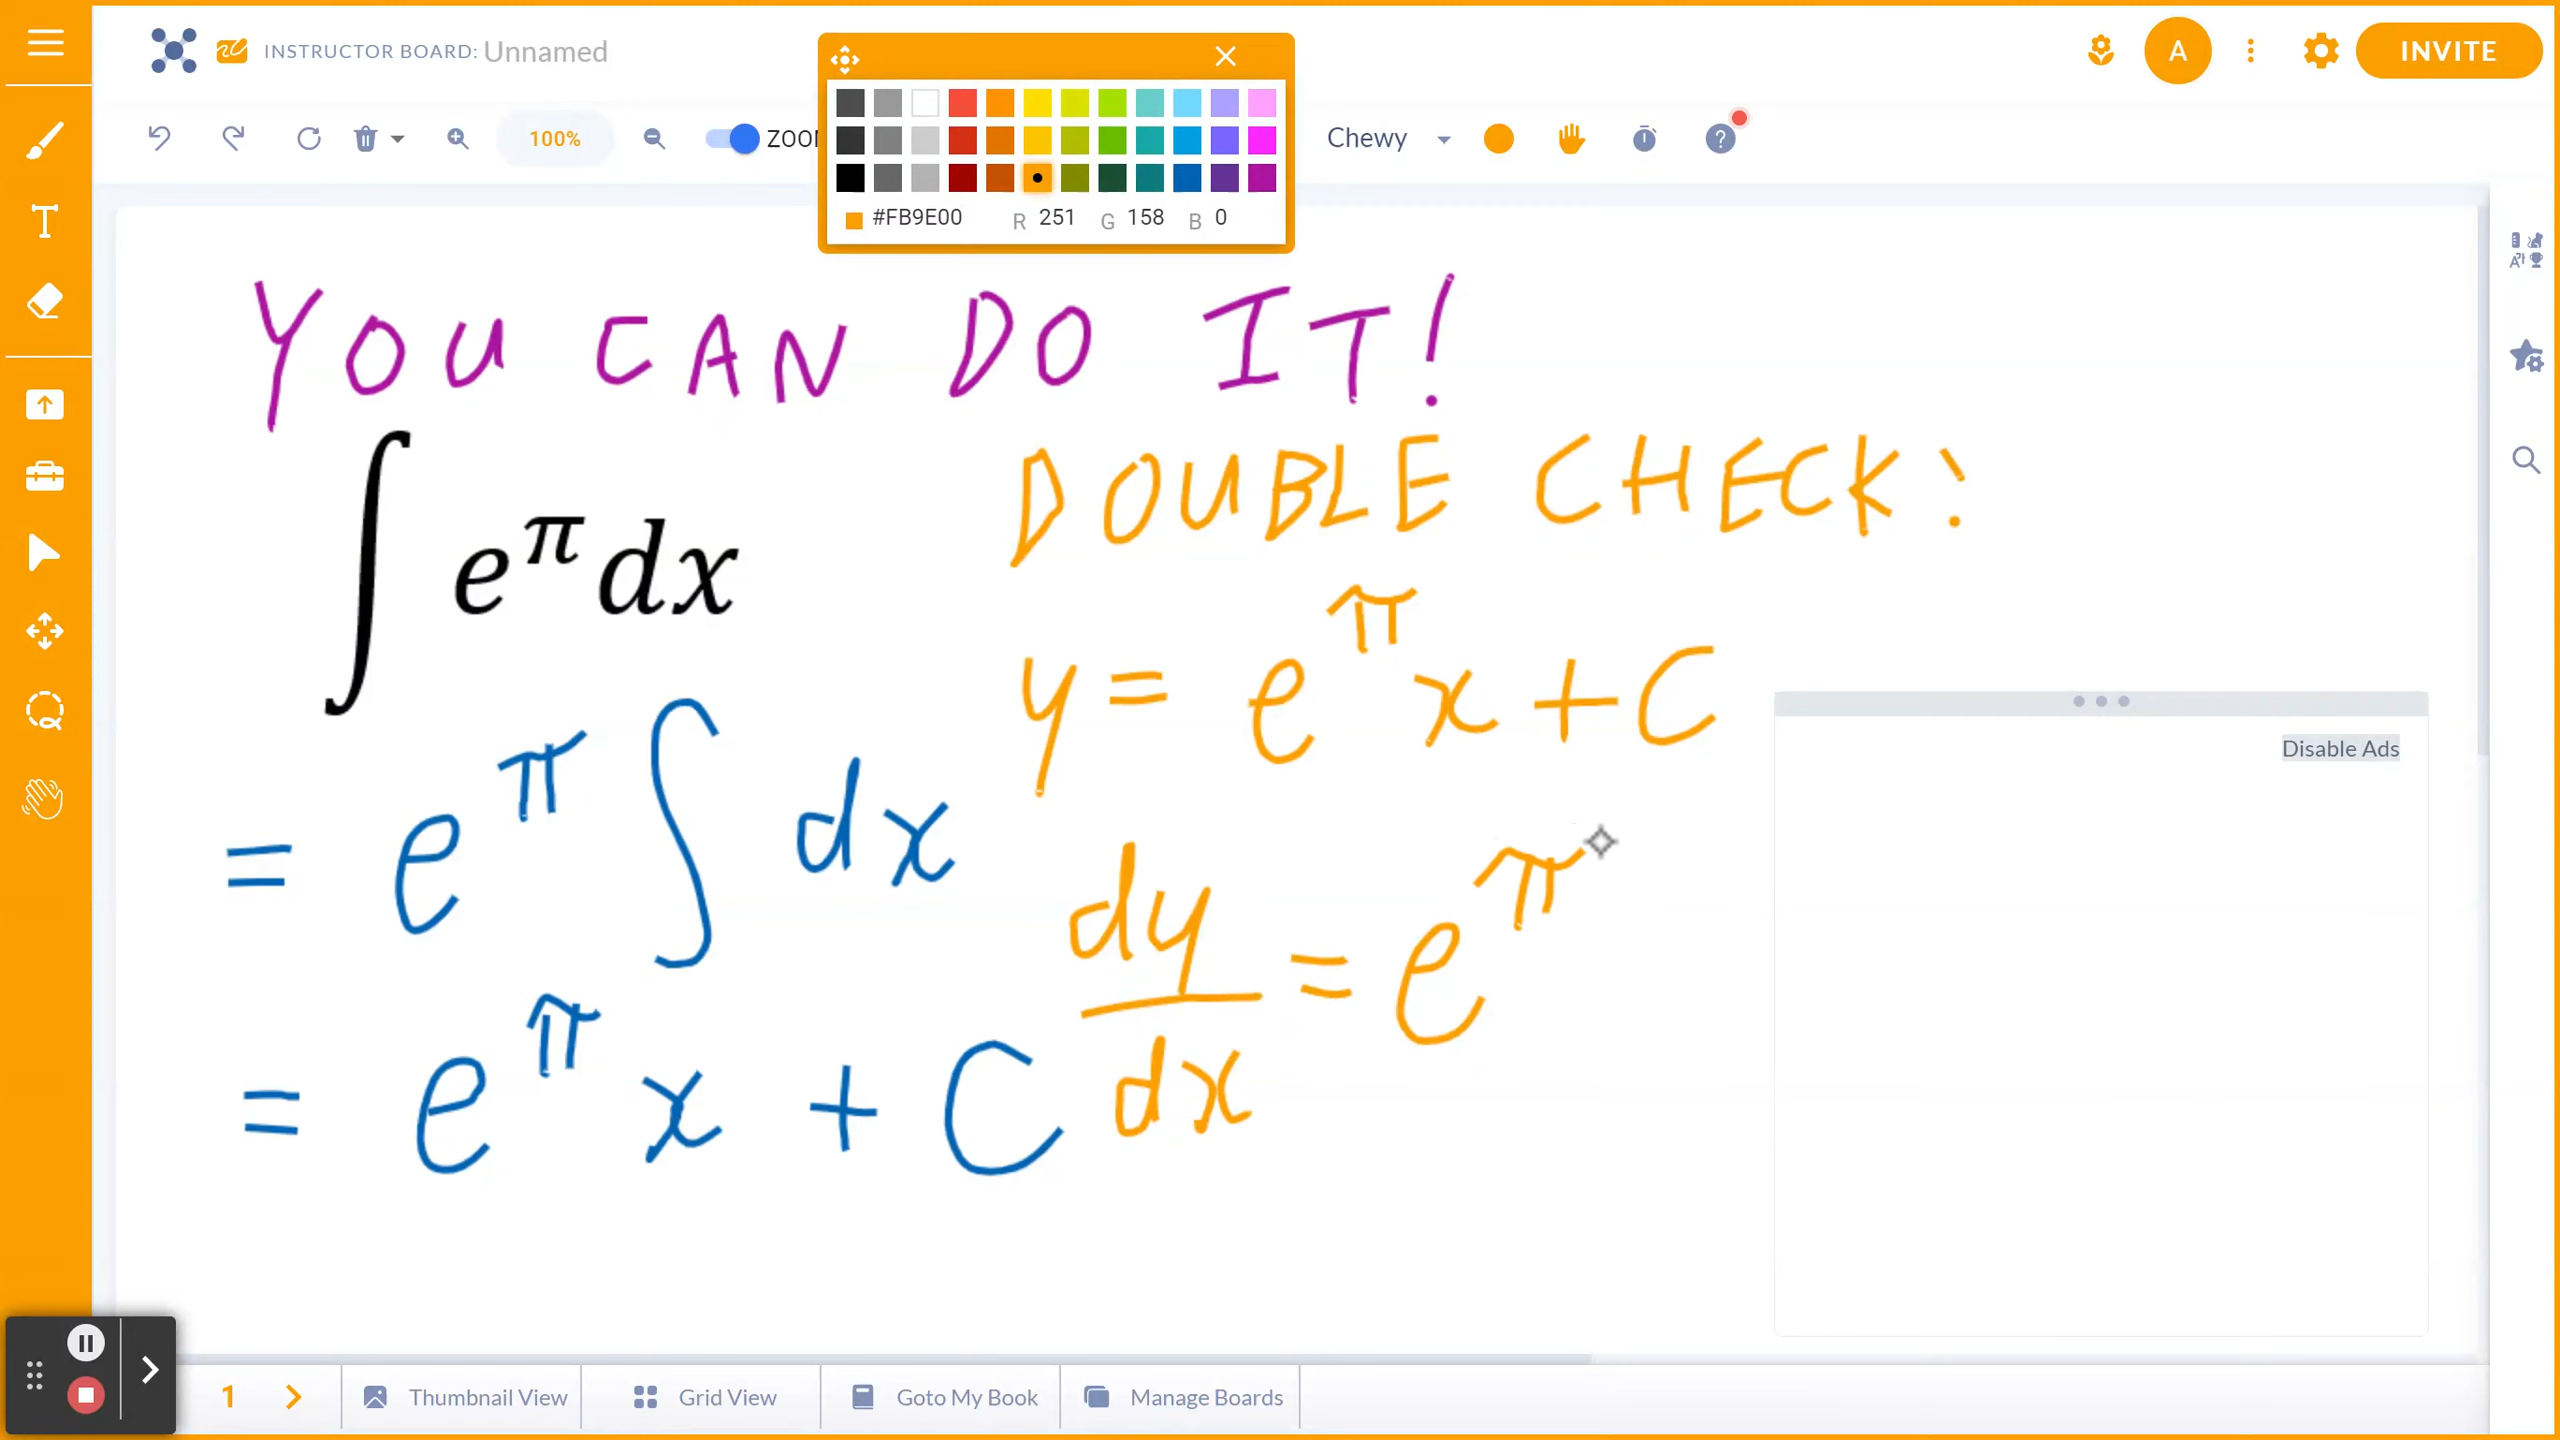 INSTRUCTOR BOARD: Unnamed
A
INVITE
100%
ZOO
Chewy
?
#FB9E00 R 251 G 158 B 0
T
YOU CAN DO IT!
DOUBLE CHECK:
∫ e^π dx
y = e^π x + C
= e^π ∫ dx
dy/dx = e^π
= e^π x + C
Disable Ads
1
Thumbnail View
Grid View
Goto My Book
Manage Boards